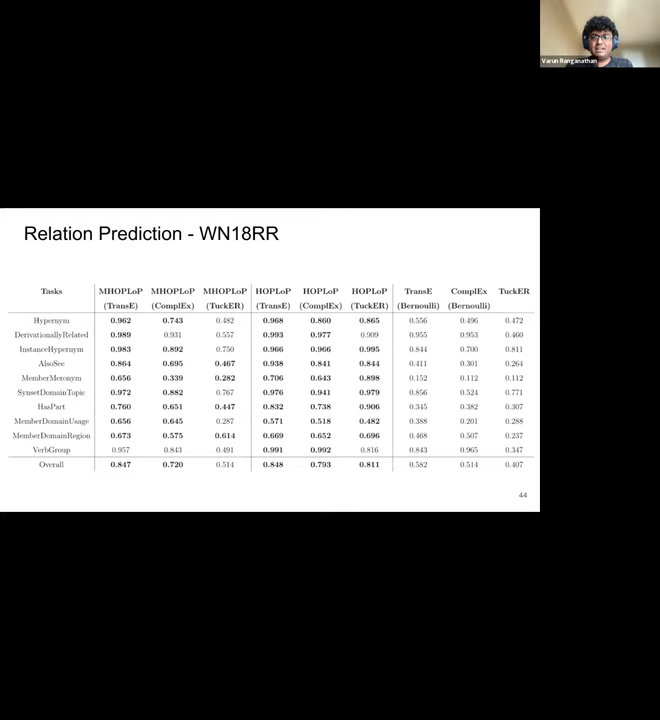 Varun Ranganathan
Relation Prediction - WN18RR
Tasks MHOPLoP MHOPLoP MHOPLoP HOPLoP HOPLoP HOPLoP TransE ComplEx TuckER
(TransE) (ComplEx) (TuckER) (TransE) (ComplEx) (TuckER) (Bernoulli) (Bernoulli)
Hypernym 0.962 0.743 0.482 0.968 0.860 0.865 0.556 0.496 0.472
DerivationallyRelated 0.989 0.931 0.557 0.993 0.977 0.909 0.955 0.953 0.460
InstanceHypernym 0.983 0.892 0.750 0.966 0.966 0.995 0.844 0.700 0.811
AlsoSee 0.864 0.695 0.467 0.938 0.841 0.844 0.411 0.301 0.264
MemberMeronym 0.656 0.339 0.282 0.706 0.643 0.898 0.152 0.112 0.112
SynsetDomainTopic 0.972 0.882 0.767 0.976 0.941 0.979 0.856 0.524 0.771
HasPart 0.760 0.651 0.447 0.832 0.738 0.906 0.345 0.382 0.307
MemberDomainUsage 0.656 0.645 0.287 0.571 0.518 0.482 0.388 0.201 0.288
MemberDomainRegion 0.673 0.575 0.614 0.669 0.652 0.696 0.468 0.507 0.237
VerbGroup 0.957 0.843 0.491 0.991 0.992 0.816 0.843 0.965 0.347
Overall 0.847 0.720 0.514 0.848 0.793 0.811 0.582 0.514 0.407
44